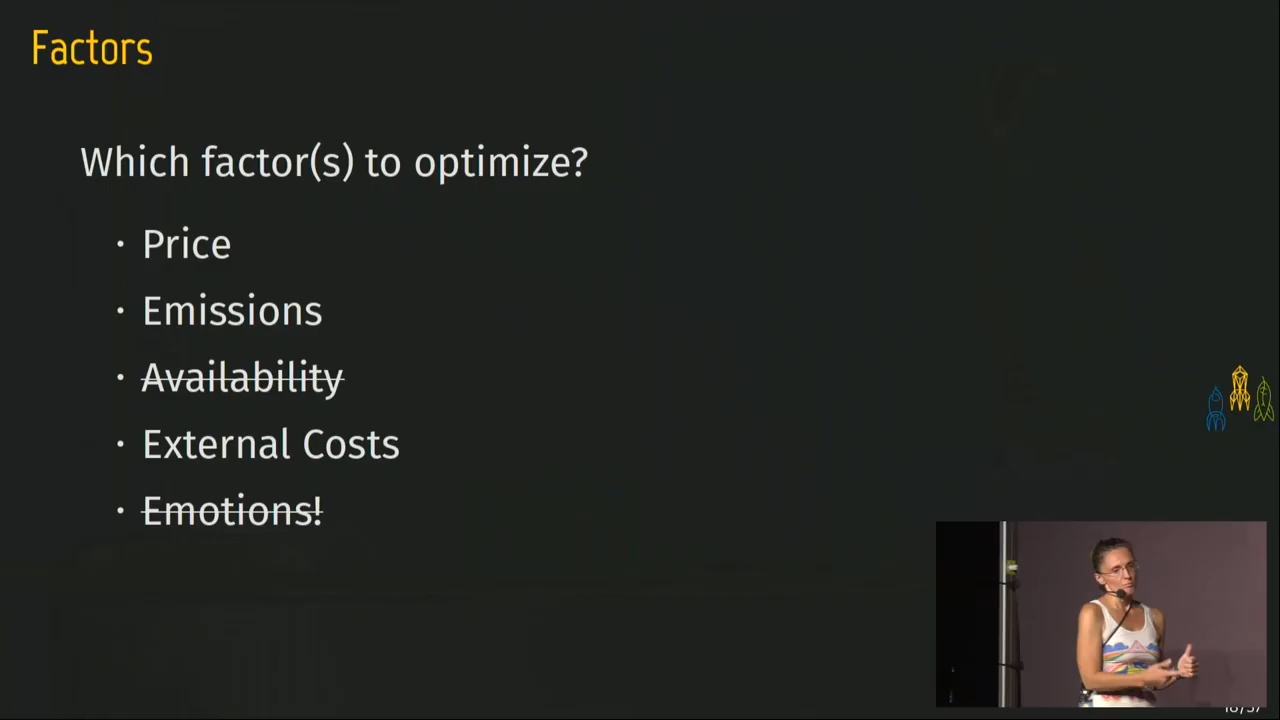 Factors
Which factor(s) to optimize?
· Price
· Emissions
· Availability
· External Costs
· Emotions!